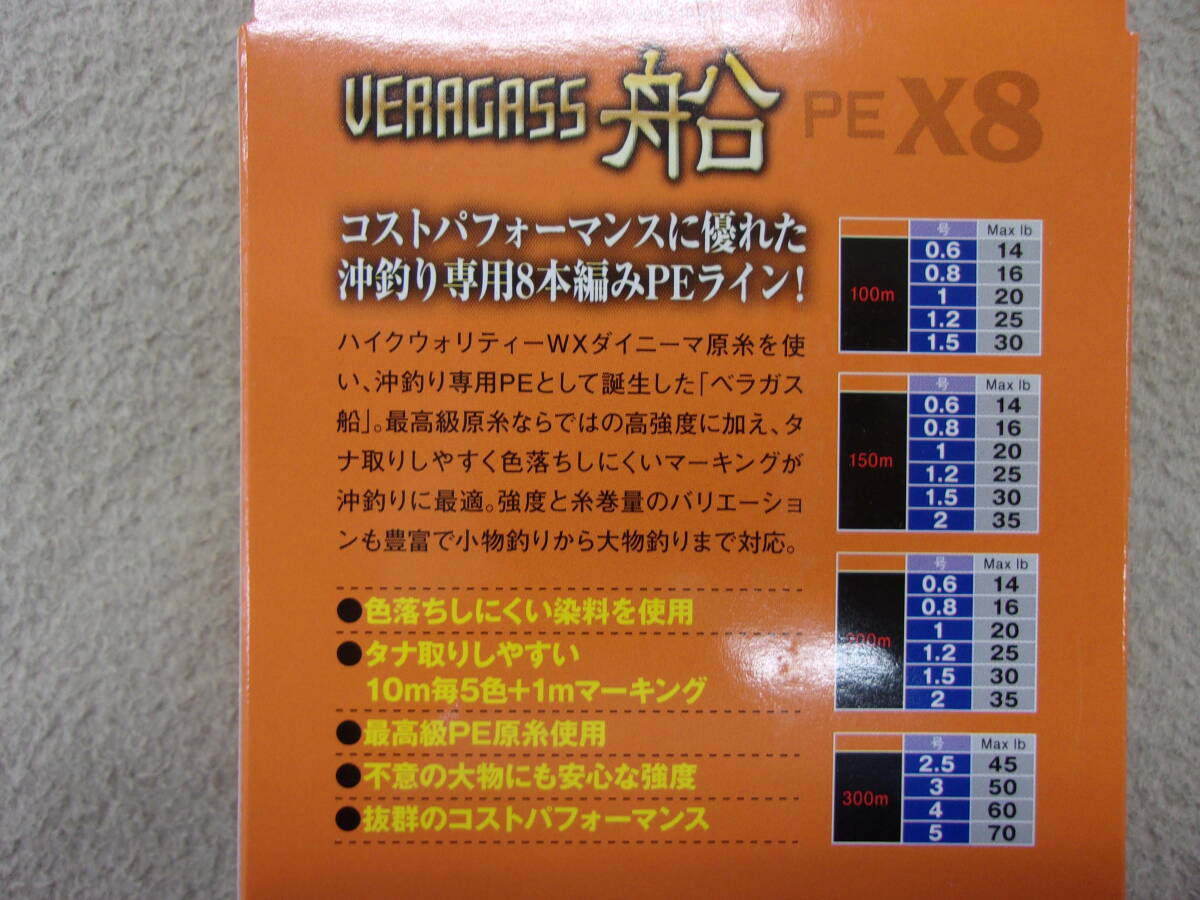 VERAGASS 船 PE X8
コストパフォーマンスに優れた
沖釣り専用8本編みPEライン!
ハイクウォリティーWXダイニーマ原糸を使
い、沖釣り専用PEとして誕生した「ベラガス
船」。最高級原糸ならではの高強度に加え、タ
ナ取りしやすく色落ちしにくいマーキングが
沖釣りに最適。強度と糸巻量のバリエーショ
ンも豊富で小物釣りから大物釣りまで対応。
●色落ちしにくい染料を使用
●タナ取りしやすい
10m毎5色+1mマーキング
●最高級PE原糸使用
●不意の大物にも安心な強度
●抜群のコストパフォーマンス
号 Max lb
100m
0.6 14
0.8 16
1 20
1.2 25
1.5 30
号 Max lb
150m
0.6 14
0.8 16
1 20
1.2 25
1.5 30
2 35
号 Max lb
200m
0.6 14
0.8 16
1 20
1.2 25
1.5 30
2 35
号 Max lb
300m
2.5 45
3 50
4 60
5 70